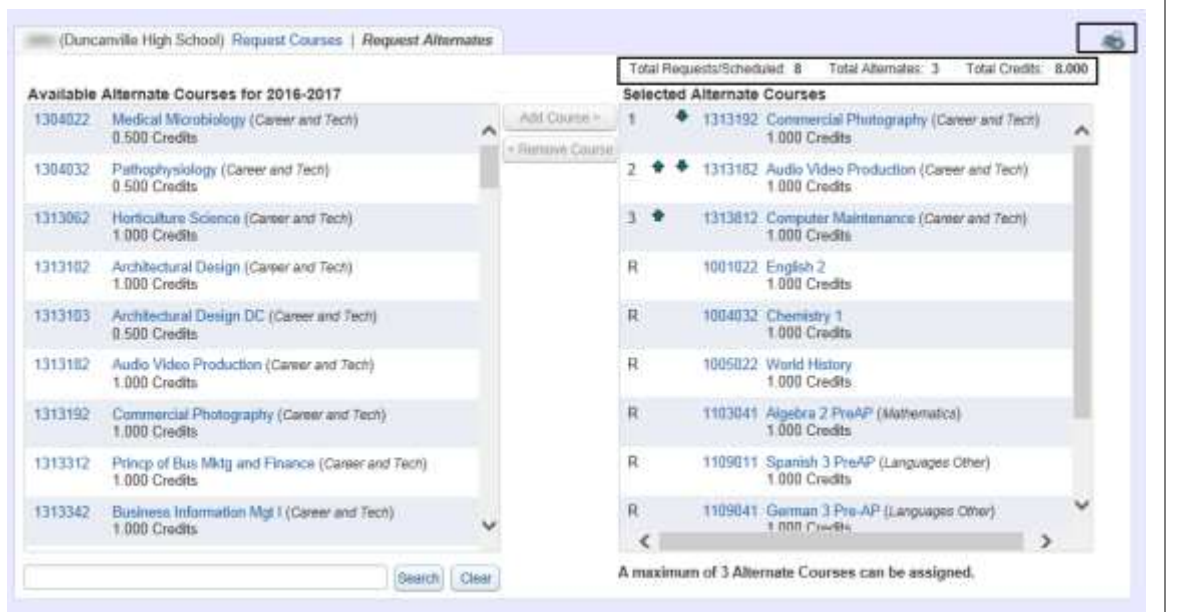 (Duncanville High School) Request Courses | Request Alternates
Total Requests/Scheduled: 8 Total Alternates: 3 Total Credits: 8.000
Available Alternate Courses for 2016-2017
1304022 Medical Microbiology (Career and Tech)
0.500 Credits
1304032 Pathophysiology (Career and Tech)
0.500 Credits
1313062 Horticulture Science (Career and Tech)
1.000 Credits
1313102 Architectural Design (Career and Tech)
1.000 Credits
1313103 Architectural Design DC (Career and Tech)
0.500 Credits
1313182 Audio Video Production (Career and Tech)
1.000 Credits
1313192 Commercial Photography (Career and Tech)
1.000 Credits
1313312 Princp of Bus Mktg and Finance (Career and Tech)
1.000 Credits
1313342 Business Information Mgt I (Career and Tech)
1.000 Credits
Search Clear
Add Course >
< Remove Course
Selected Alternate Courses
1 1313192 Commercial Photography (Career and Tech)
1.000 Credits
2 1313182 Audio Video Production (Career and Tech)
1.000 Credits
3 1313812 Computer Maintenance (Career and Tech)
1.000 Credits
R 1001022 English 2
1.000 Credits
R 1004032 Chemistry 1
1.000 Credits
R 1005022 World History
1.000 Credits
R 1103041 Algebra 2 PreAP (Mathematics)
1.000 Credits
R 1109011 Spanish 3 PreAP (Languages Other)
1.000 Credits
R 1109041 German 3 Pre-AP (Languages Other)
1.000 Credits
A maximum of 3 Alternate Courses can be assigned.